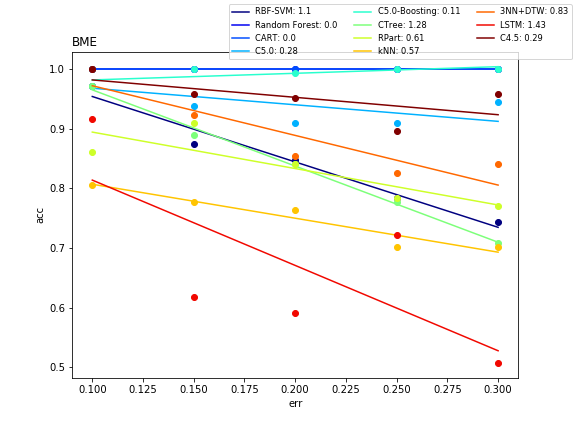 RBF-SVM: 1.1
Random Forest: 0.0
CART: 0.0
C5.0: 0.28
C5.0-Boosting: 0.11
CTree: 1.28
RPart: 0.61
kNN: 0.57
3NN+DTW: 0.83
LSTM: 1.43
C4.5: 0.29
BME
1.0
0.9
0.8
0.7
0.6
0.5
acc
0.100 0.125 0.150 0.175 0.200 0.225 0.250 0.275 0.300
err